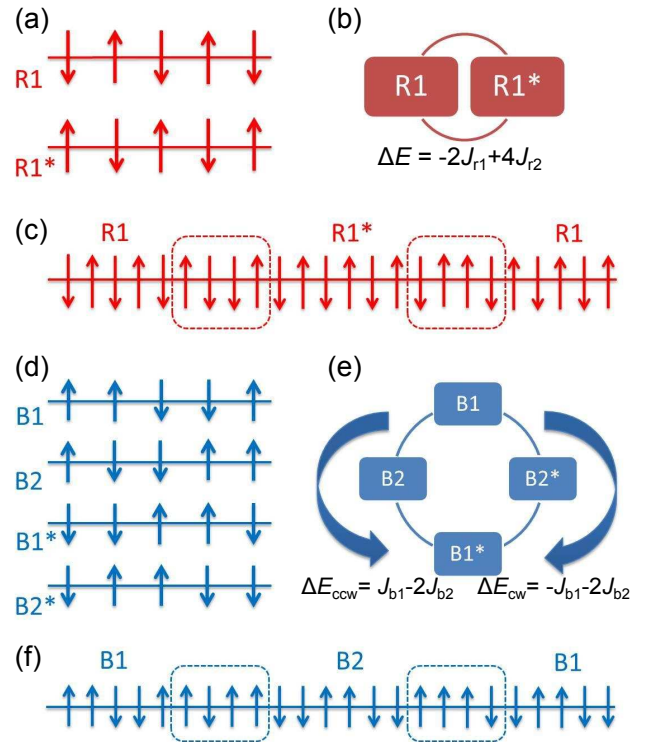 (a)
R1
R1*
(b)
R1 R1*
ΔE = -2Jr1+4Jr2
(c)
R1 R1* R1
(d)
B1
B2
B1*
B2*
(e)
B1
B2 B2*
B1*
ΔEccw= Jb1-2Jb2 ΔEcw= -Jb1-2Jb2
(f)
B1 B2 B1